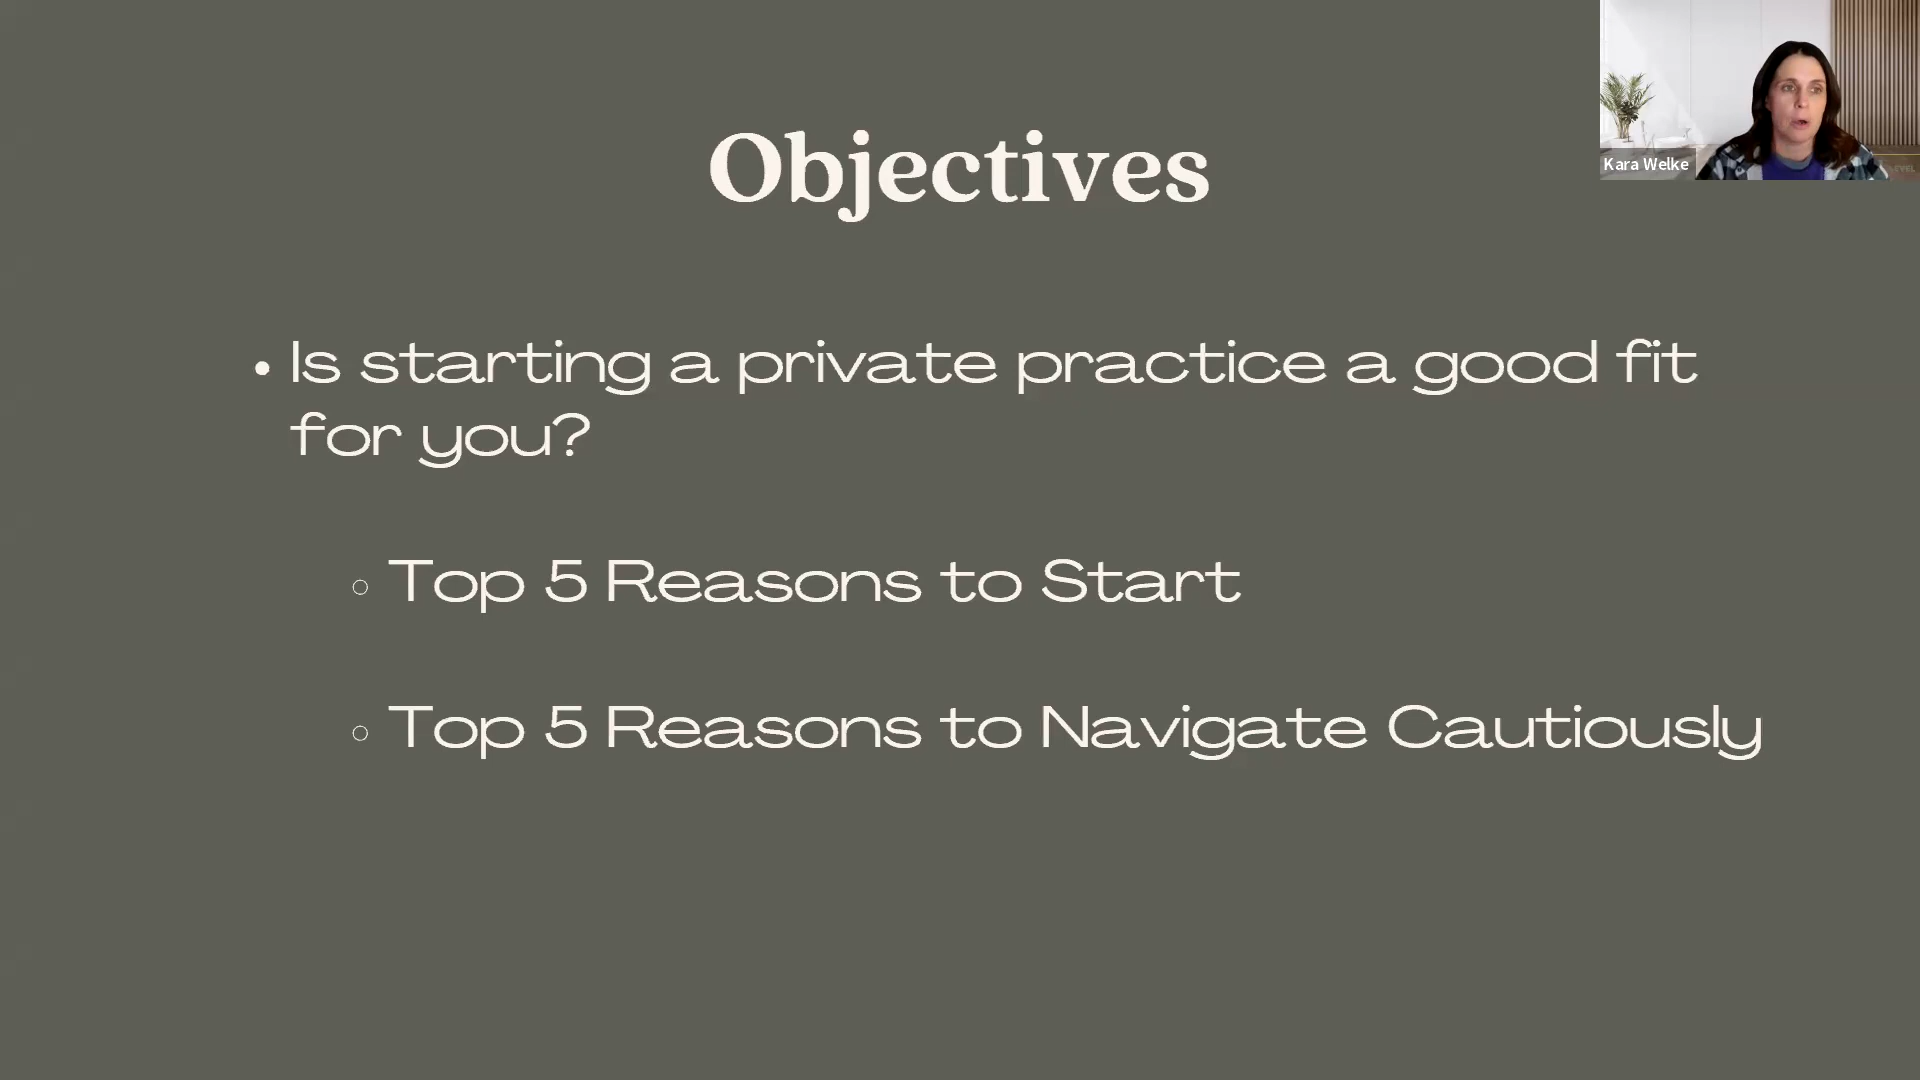 Objectives
Kara Welke
• Is starting a private practice a good fit
for you?
○ Top 5 Reasons to Start
○ Top 5 Reasons to Navigate Cautiously